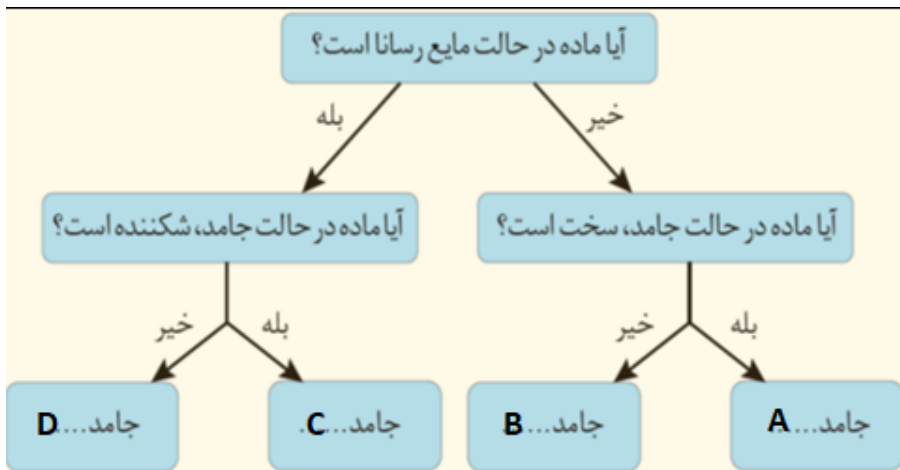 آیا ماده در حالت مایع رسانا است؟
خیر
بله
آیا ماده در حالت جامد، سخت است؟
آیا ماده در حالت جامد، شکننده است؟
بله
خیر
بله
خیر
جامد.... A
جامد.... B
جامد.... C
جامد.... D